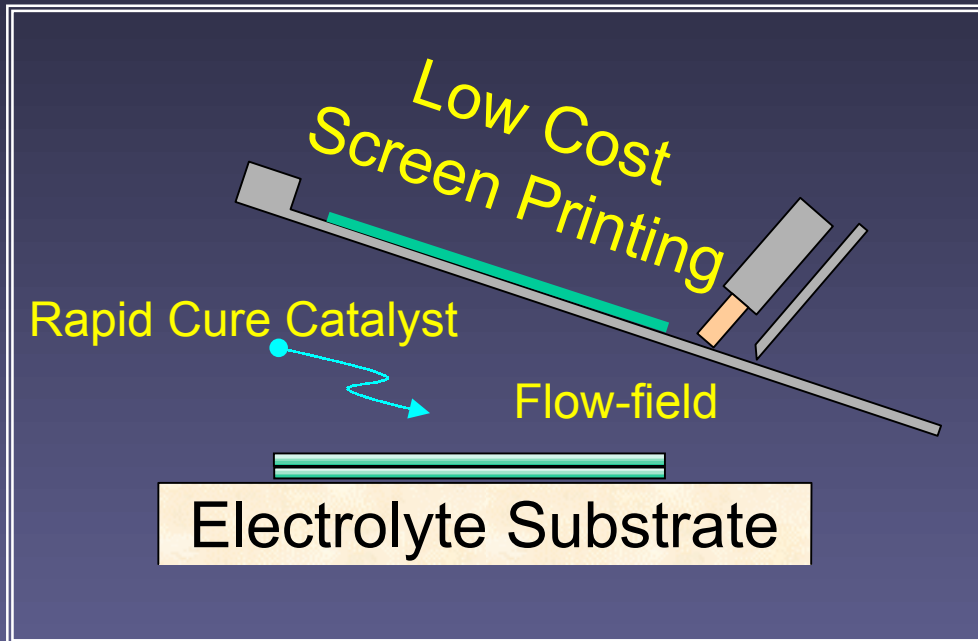 Low Cost
Screen Printing
Rapid Cure Catalyst
Flow-field
Electrolyte Substrate